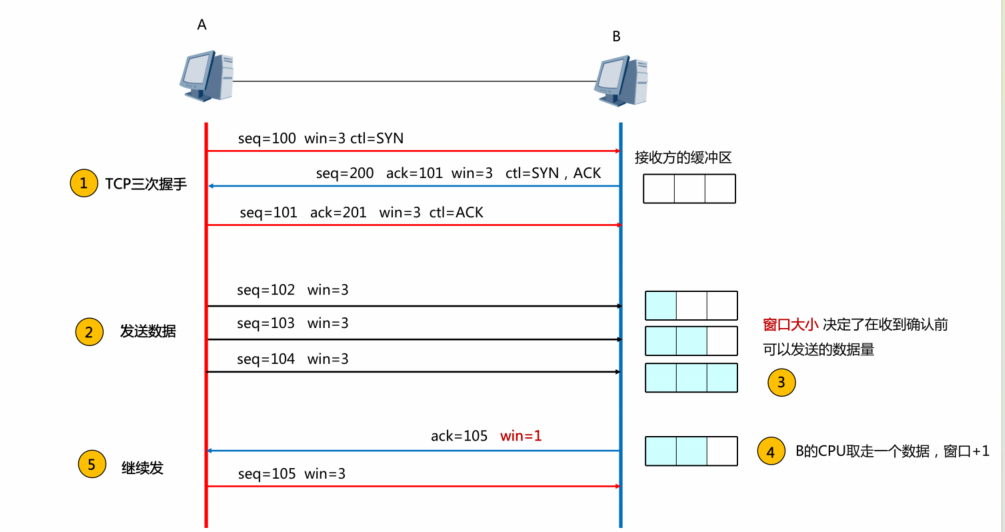 A
B
seq=100 win=3 ctl=SYN
接收方的缓冲区
seq=200 ack=101 win=3 ctl=SYN，ACK
1 TCP三次握手
seq=101 ack=201 win=3 ctl=ACK
seq=102 win=3
2 发送数据
seq=103 win=3
窗口大小 决定了在收到确认前
可以发送的数据量
seq=104 win=3
3
ack=105 win=1
4 B的CPU取走一个数据，窗口+1
5 继续发
seq=105 win=3